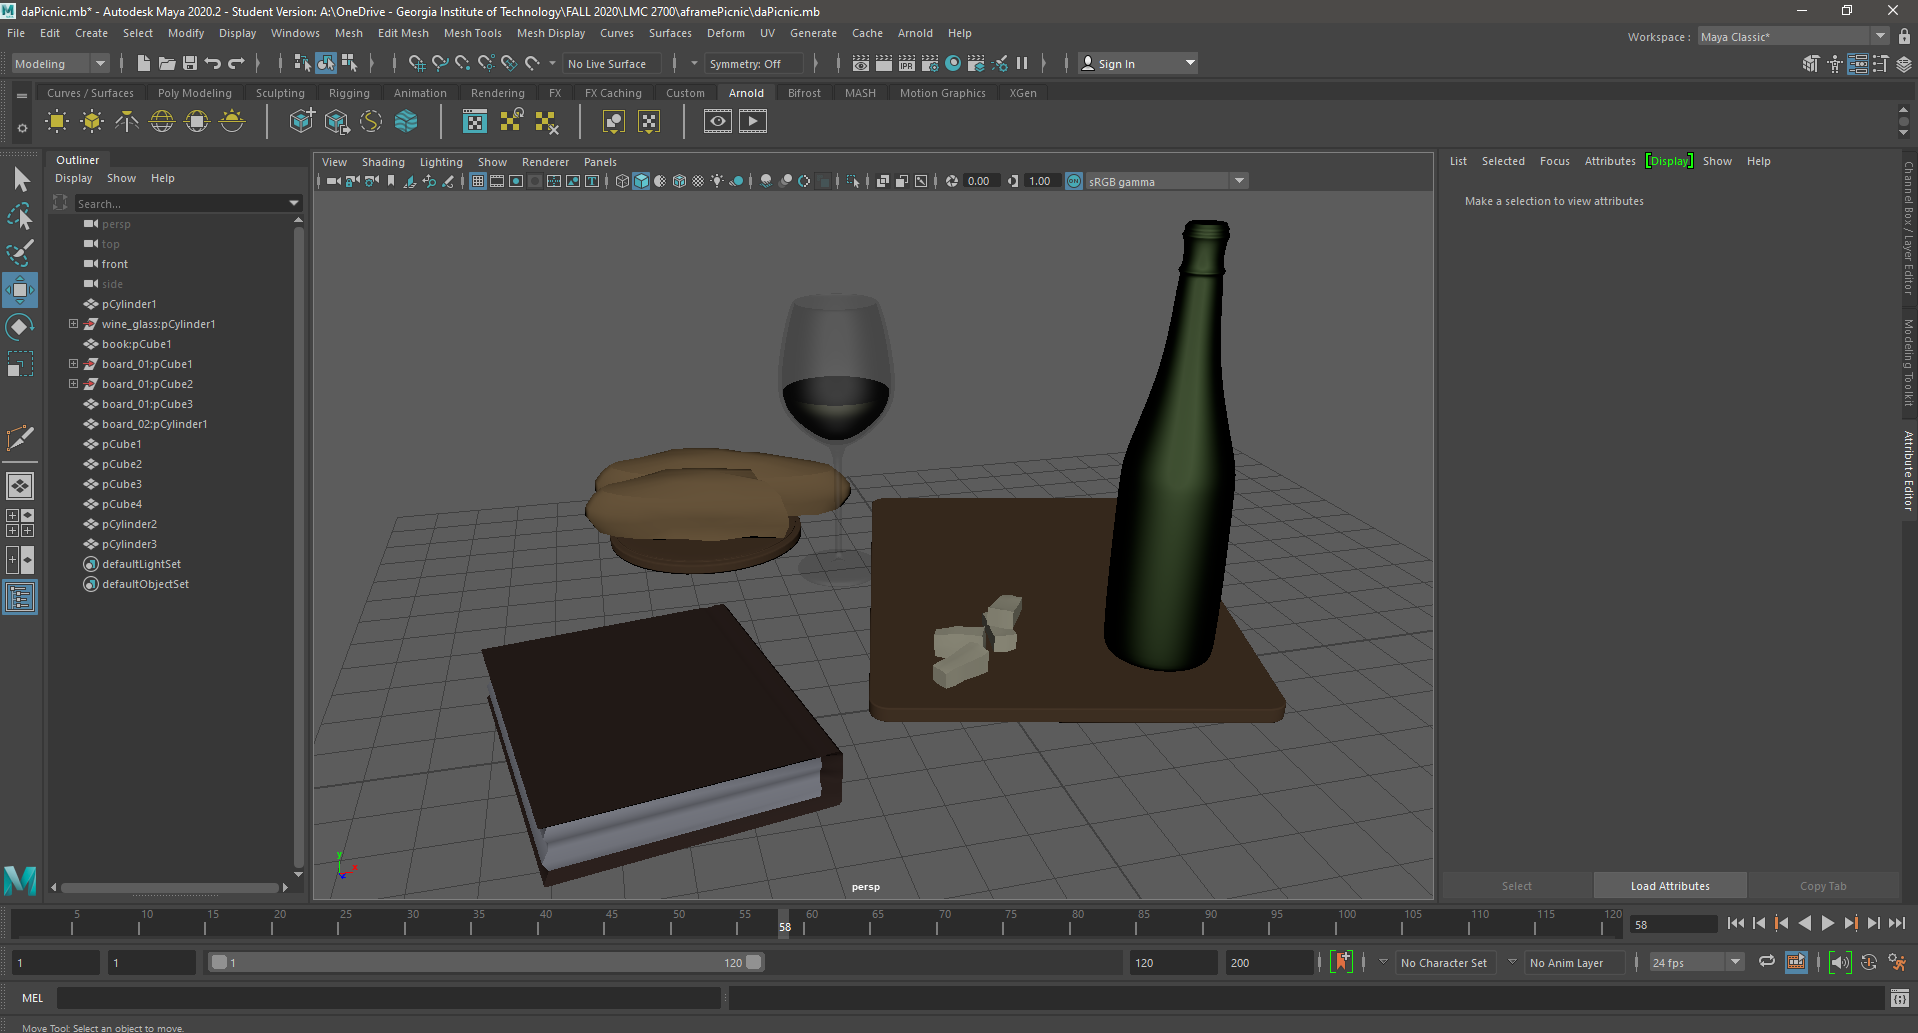 daPicnic.mb* - Autodesk Maya 2020.2 - Student Version: A:\OneDrive - Georgia Institute of Technology\FALL 2020\LMC 2700\aframePicnic\daPicnic.mb
File Edit Create Select Modify Display Windows Mesh Edit Mesh Mesh Tools Mesh Display Curves Surfaces Deform UV Generate Cache Arnold Help
Workspace : Maya Classic*
Modeling No Live Surface Symmetry: Off Sign In
Curves / Surfaces Poly Modeling Sculpting Rigging Animation Rendering FX FX Caching Custom Arnold Bifrost MASH Motion Graphics XGen
Outliner
Display Show Help
Search...
persp
top
front
side
pCylinder1
wine_glass:pCylinder1
book:pCube1
board_01:pCube1
board_01:pCube2
board_01:pCube3
board_02:pCylinder1
pCube1
pCube2
pCube3
pCube4
pCylinder2
pCylinder3
defaultLightSet
defaultObjectSet
View Shading Lighting Show Renderer Panels
0.00 1.00 ON sRGB gamma
y
persp
List Selected Focus Attributes [Display] Show Help
Make a selection to view attributes
Channel Box / Layer Editor
Modeling Toolkit
Attribute Editor
Select Load Attributes Copy Tab
5 10 15 20 25 30 35 40 45 50 55 60 65 70 75 80 85 90 95 100 105 110 115 120
58
58
1 1 1 120 120 200 No Character Set No Anim Layer 24 fps
MEL
Move Tool: Select an object to move.